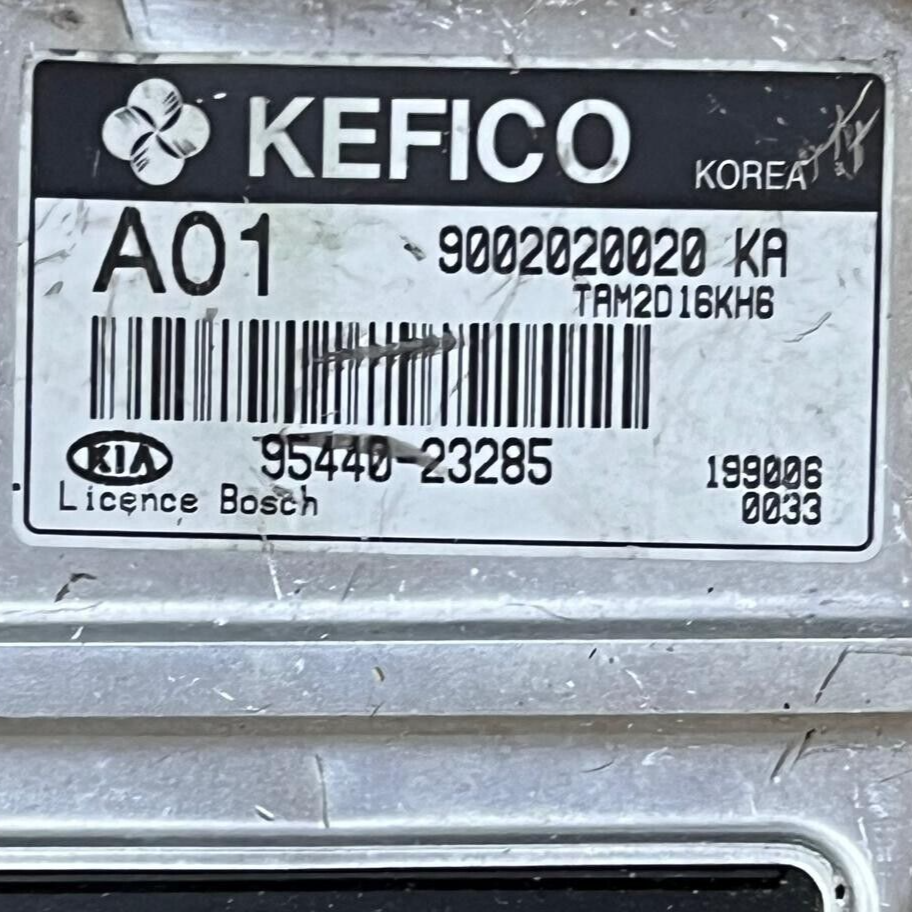 KEFICO
KOREA
A01
9002020020 KA
TAM2D16KH6
KIA
95440-23285
199006
Licence Bosch
0033